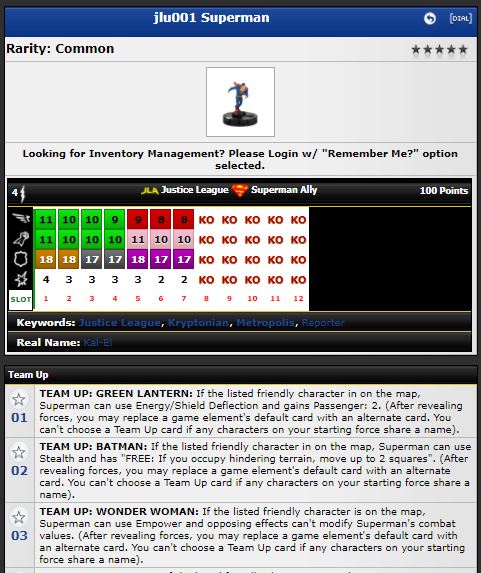 jlu001 Superman
[DIAL]
Rarity: Common
Looking for Inventory Management? Please Login w/ "Remember Me?" option
selected.
4 JLA Justice League Superman Ally 100 Points
11 10 10 9 9 8 8 KO KO KO KO KO
11 10 10 10 11 10 10 KO KO KO KO KO
18 18 17 17 18 17 17 KO KO KO KO KO
4 3 3 3 3 2 2 KO KO KO KO KO
SLOT 1 2 3 4 5 6 7 8 9 10 11 12
Keywords: Justice League, Kryptonian, Metropolis, Reporter
Real Name: Kal-El
Team Up
01 TEAM UP: GREEN LANTERN: If the listed friendly character in on the map,
Superman can use Energy/Shield Deflection and gains Passenger: 2. (After revealing
forces, you may replace a game element's default card with an alternate card. You
can't choose a Team Up card if any characters on your starting force share a name).
02 TEAM UP: BATMAN: If the listed friendly character in on the map, Superman can use
Stealth and has "FREE: If you occupy hindering terrain, move up to 2 squares". (After
revealing forces, you may replace a game element's default card with an alternate
card. You can't choose a Team Up card if any characters on your starting force share a
name).
03 TEAM UP: WONDER WOMAN: If the listed friendly character is on the map,
Superman can use Empower and opposing effects can't modify Superman's combat
values. (After revealing forces, you may replace a game element's default card with
an alternate card. You can't choose a Team Up card if any characters on your starting
force share a name).